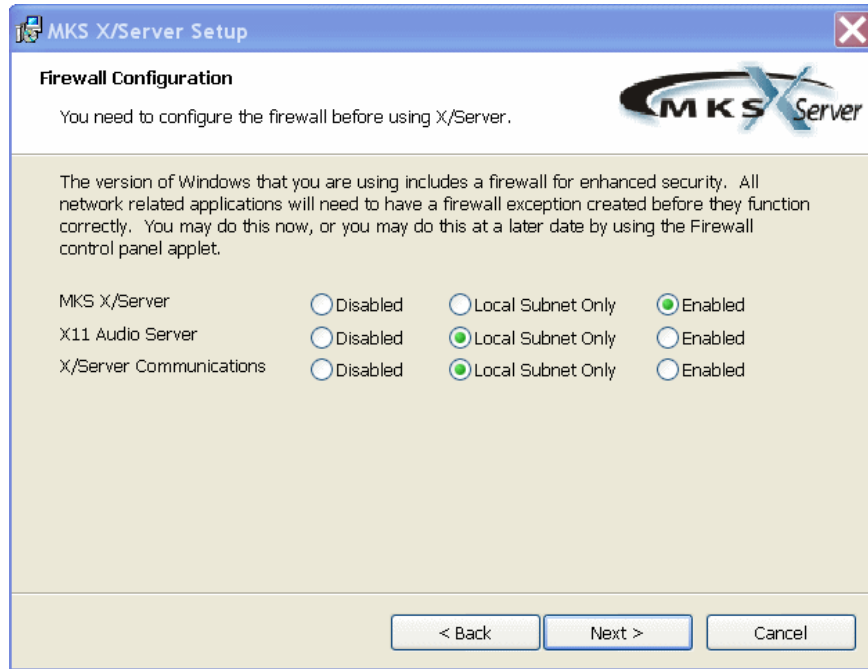 MKS X/Server Setup
Firewall Configuration
You need to configure the firewall before using X/Server.
MKS X Server
The version of Windows that you are using includes a firewall for enhanced security. All
network related applications will need to have a firewall exception created before they function
correctly. You may do this now, or you may do this at a later date by using the Firewall
control panel applet.
MKS X/Server Disabled Local Subnet Only Enabled
X11 Audio Server Disabled Local Subnet Only Enabled
X/Server Communications Disabled Local Subnet Only Enabled
< Back Next > Cancel